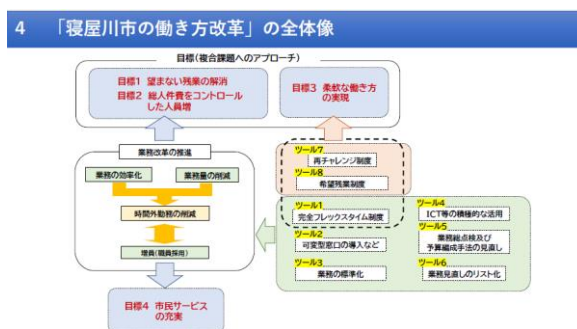 4 「寝屋川市の働き方改革」の全体像
目標(複合課題へのアプローチ)
目標1 望まない残業の解消
目標2 総人件費をコントロール
した人員増
目標3 柔軟な働き方
の実現
業務改革の推進
業務の効率化
業務量の削減
時間外勤務の削減
増員(職員採用)
目標4 市民サービス
の充実
ツール7
再チャレンジ制度
ツール8
希望残業制度
ツール1
完全フレックスタイム制度
ツール2
可変型窓口の導入など
ツール3
業務の標準化
ツール4
ICT等の積極的な活用
ツール5
業務総点検及び
予算編成手法の見直し
ツール6
業務見直しのリスト化